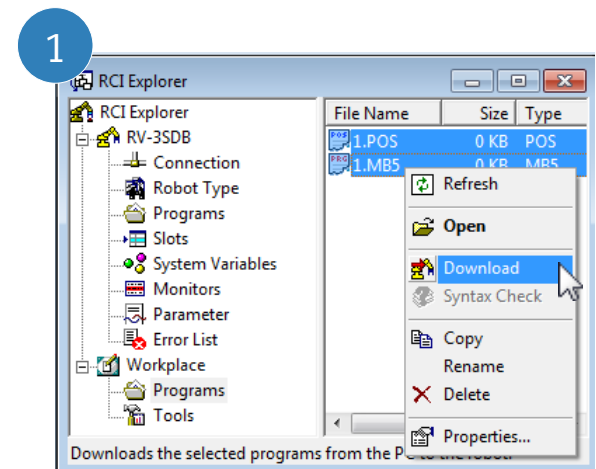 1
RCI Explorer
RCI Explorer
RV-3SDB
Connection
Robot Type
Programs
Slots
System Variables
Monitors
Parameter
Error List
Workplace
Programs
Tools
File Name Size Type
POS 1.POS 0 KB POS
PRG 1.MB5 0 KB MB5
Refresh
Open
Download
Syntax Check
Copy
Rename
Delete
Properties...
Downloads the selected programs from the PC to the robot.